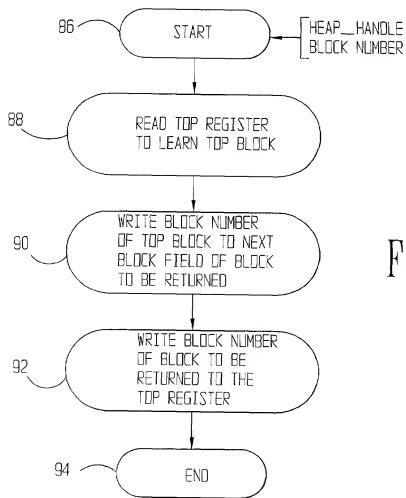 86
START
HEAP_HANDLE
BLOCK NUMBER
88
READ TOP REGISTER
TO LEARN TOP BLOCK
90
WRITE BLOCK NUMBER
OF TOP BLOCK TO NEXT
BLOCK FIELD OF BLOCK
TO BE RETURNED
F
92
WRITE BLOCK NUMBER
OF BLOCK TO BE
RETURNED TO THE
TOP REGISTER
94
END